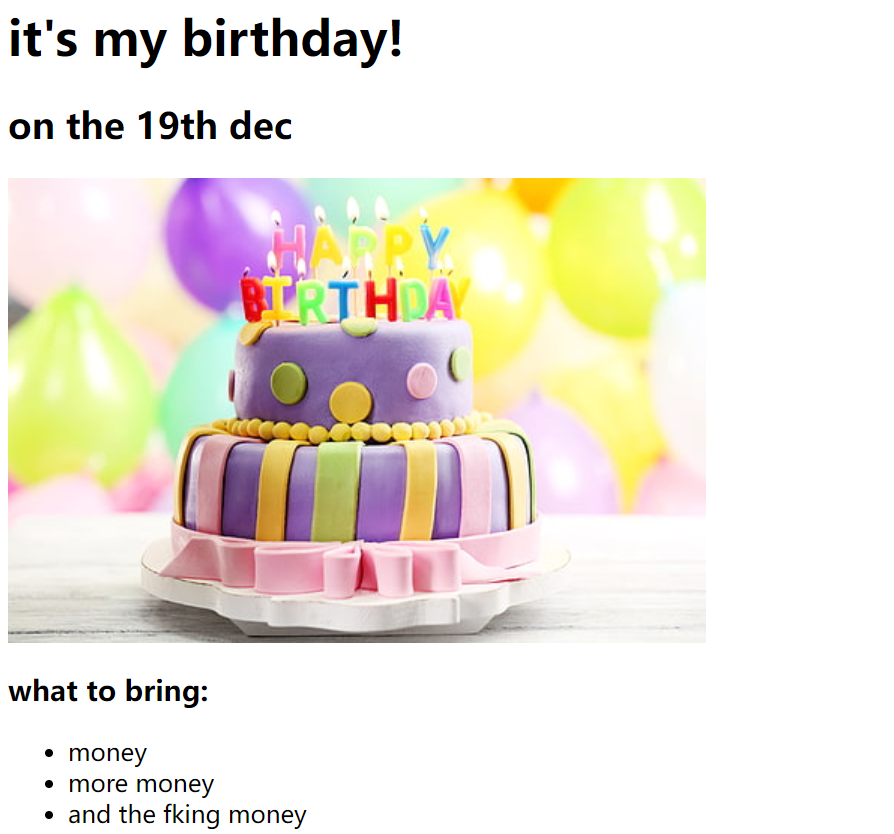 it's my birthday!
on the 19th dec
HAPPY
BIRTHDAY
what to bring:
money
more money
and the fking money